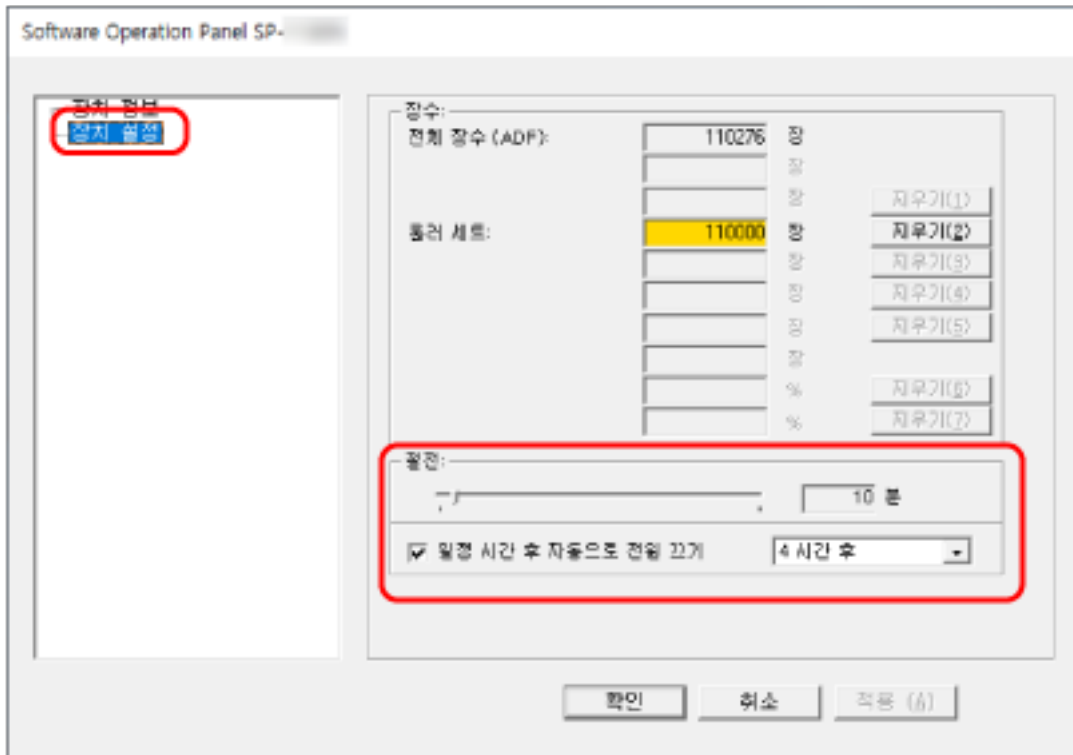 Software Operation Panel SP-
장치 정보
장치 설정
장수:
전체 장수 (ADF): 110276 장
장
장 지우기(1)
롤러 세트: 110000 장 지우기(2)
장 지우기(3)
장 지우기(4)
장 지우기(5)
장
% 지우기(6)
% 지우기(7)
절전:
10 분
일정 시간 후 자동으로 전원 끄기 4 시간 후
확인 취소 적용 (A)